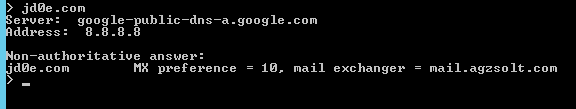 > jd0e.com
Server:  google-public-dns-a.google.com
Address:  8.8.8.8
Non-authoritative answer:
jd0e.com        MX preference = 10, mail exchanger = mail.agzsolt.com
> _